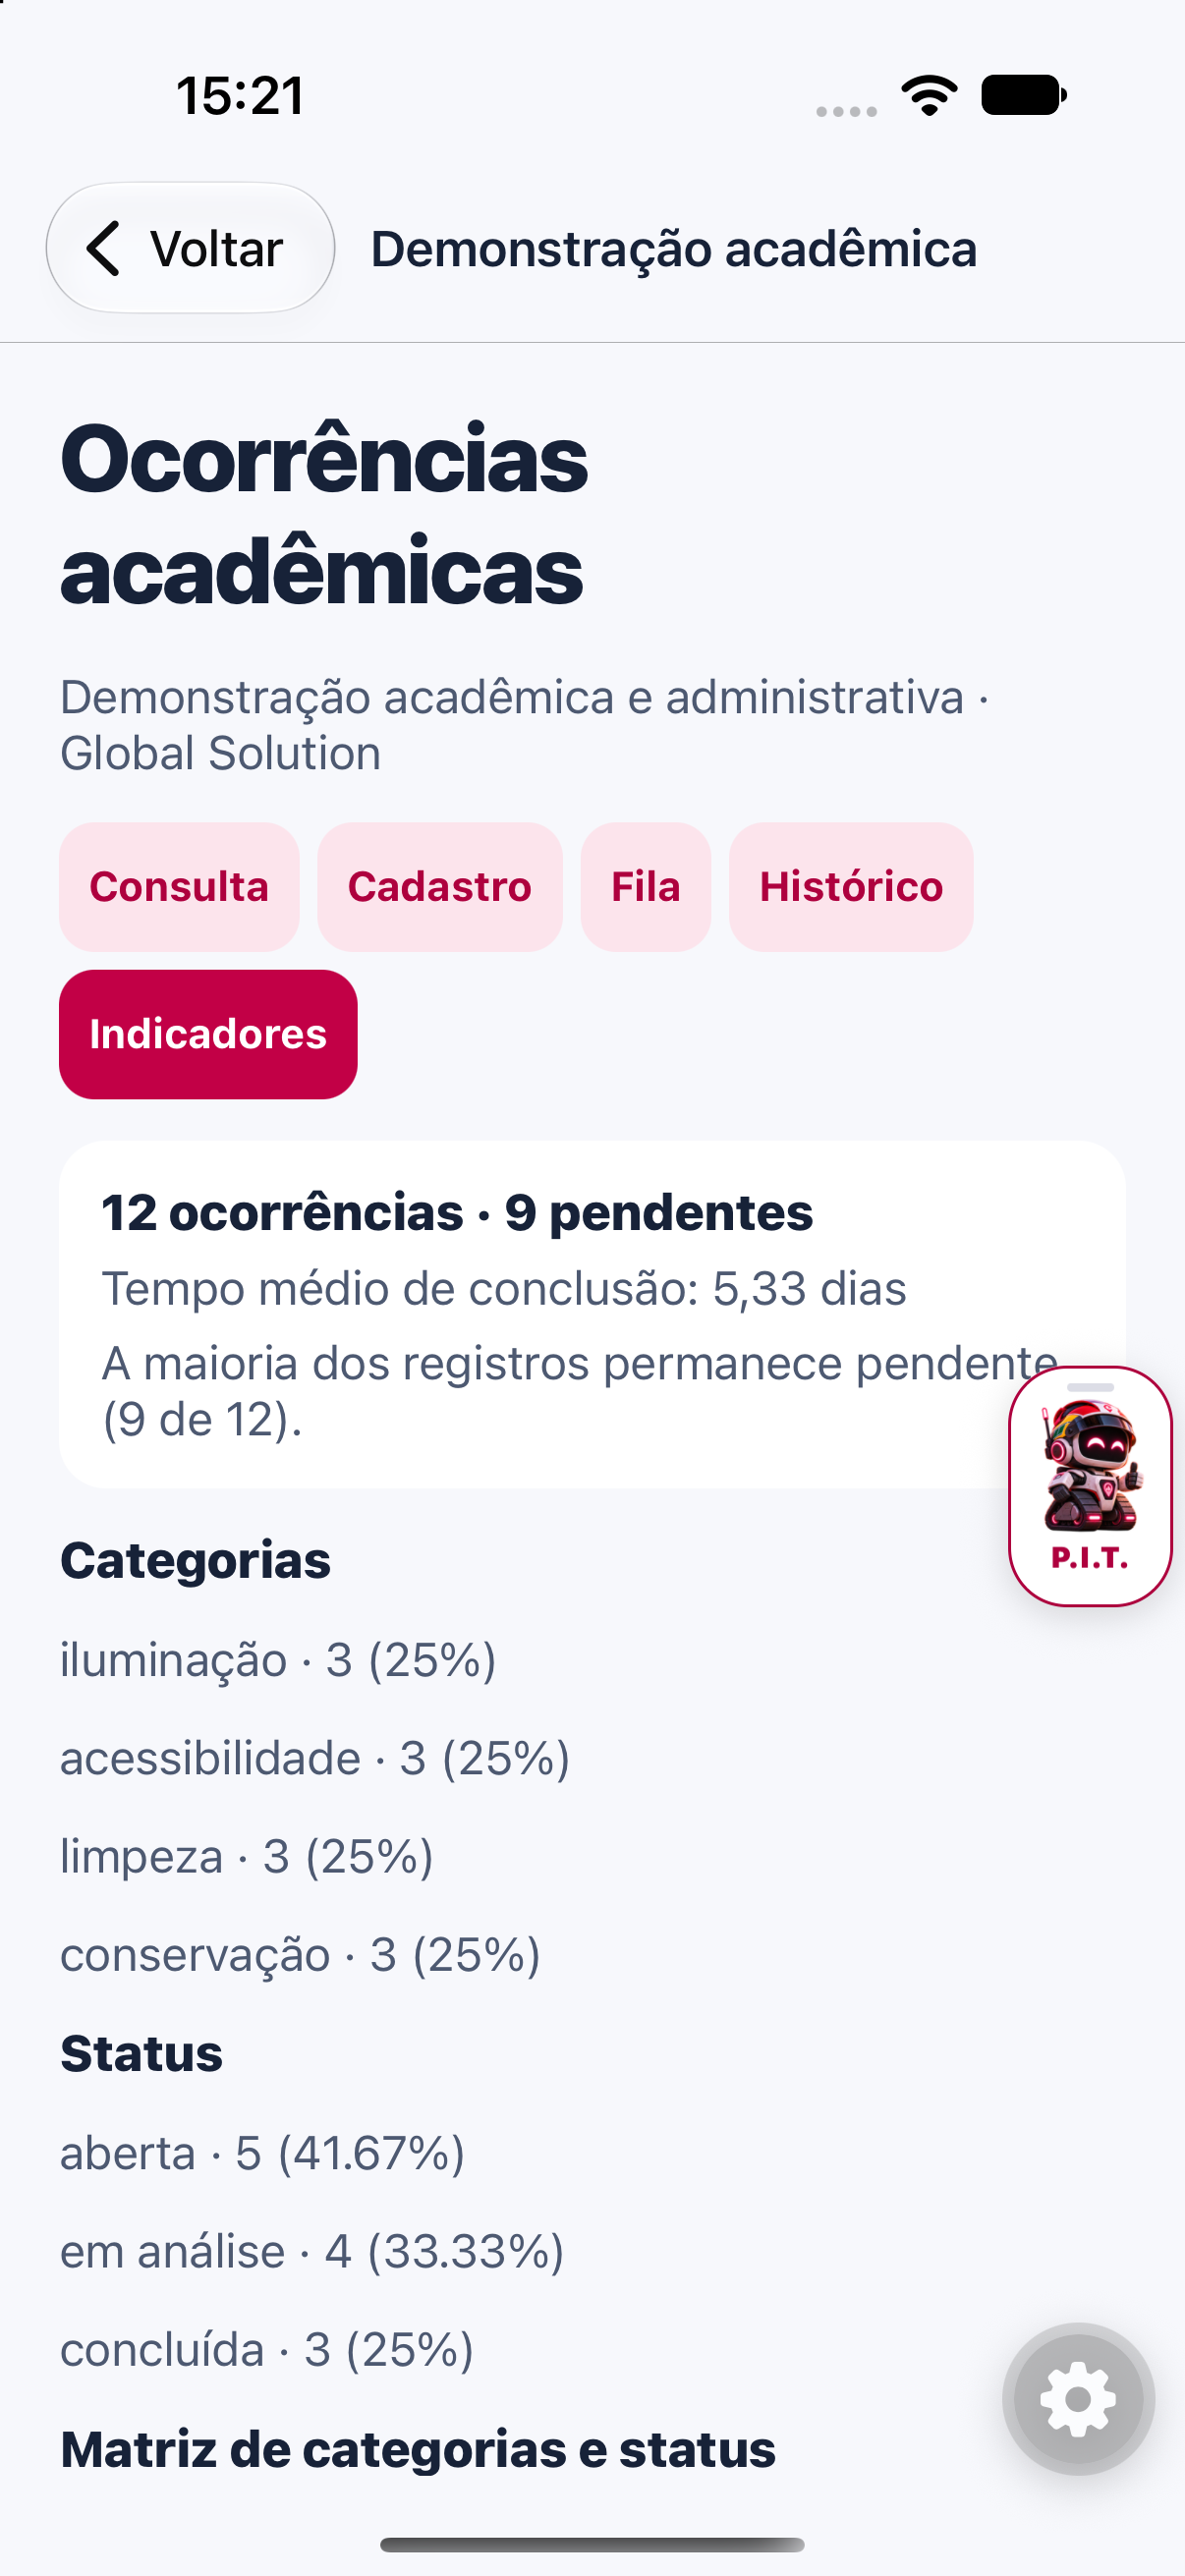 15:21
Voltar
Demonstração acadêmica
Ocorrências
acadêmicas
Demonstração acadêmica e administrativa ·
Global Solution
Consulta
Cadastro
Fila
Histórico
Indicadores
12 ocorrências · 9 pendentes
Tempo médio de conclusão: 5,33 dias
A maioria dos registros permanece pendente
(9 de 12).
P.I.T.
Categorias
iluminação · 3 (25%)
acessibilidade · 3 (25%)
limpeza · 3 (25%)
conservação · 3 (25%)
Status
aberta · 5 (41.67%)
em análise · 4 (33.33%)
concluída · 3 (25%)
Matriz de categorias e status